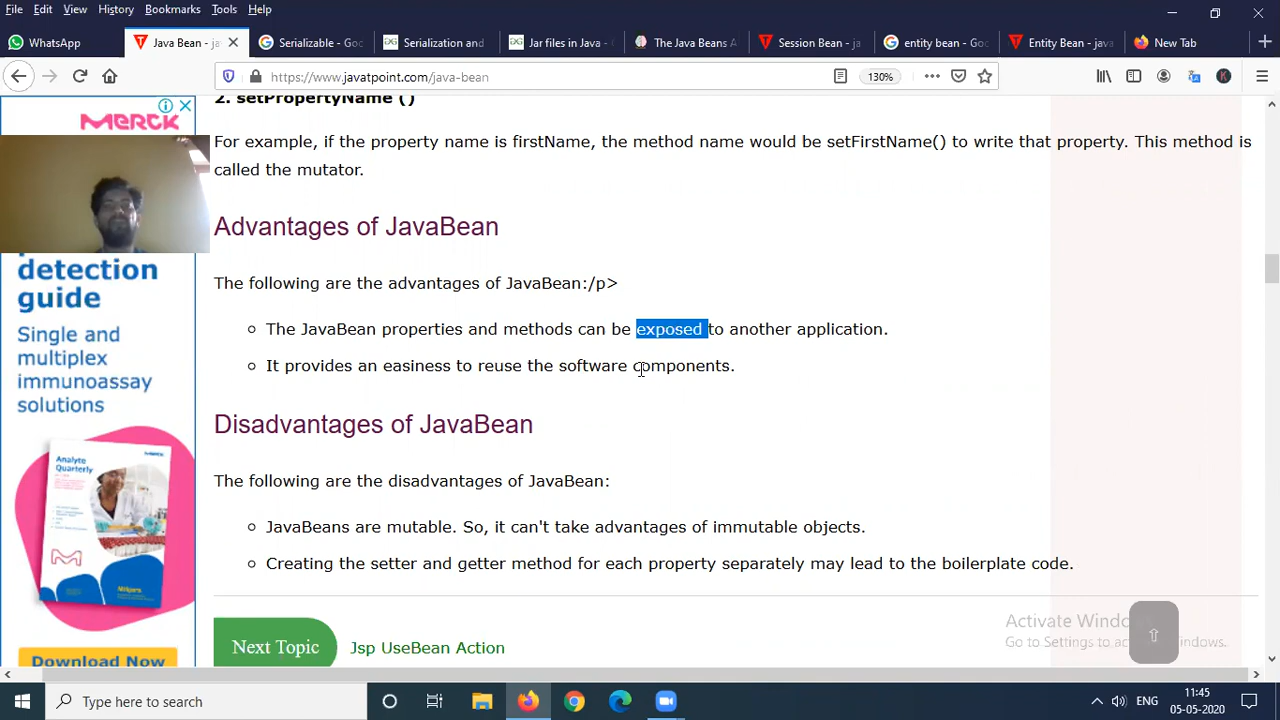 File Edit View History Bookmarks Tools Help
WhatsApp
Java Bean - ja
Serializable - Goo
Serialization and
Jar files in Java - G
The Java Beans A
Session Bean - ja
entity bean - Goo
Entity Bean - java
New Tab
https://www.javatpoint.com/java-bean
130%
K
2. setPropertyName ()
For example, if the property name is firstName, the method name would be setFirstName() to write that property. This method is
called the mutator.
Advantages of JavaBean
The following are the advantages of JavaBean:/p>
The JavaBean properties and methods can be exposed to another application.
It provides an easiness to reuse the software components.
Disadvantages of JavaBean
The following are the disadvantages of JavaBean:
JavaBeans are mutable. So, it can't take advantages of immutable objects.
Creating the setter and getter method for each property separately may lead to the boilerplate code.
Next Topic
Jsp UseBean Action
MERCK
detection
guide
Single and
multiplex
immunoassay
solutions
MERCK
Analyte
Quarterly
Download Now
Activate Windo
Go to Settings to activate Windows.
Type here to search
ENG
11:45
05-05-2020